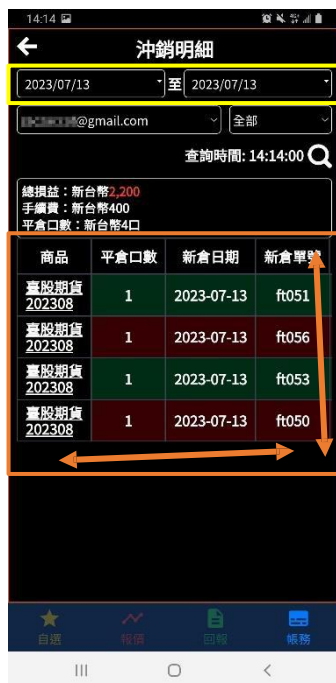 14:14
沖銷明細
2023/07/13 至 2023/07/13
@gmail.com 全部
查詢時間: 14:14:00
總損益：新台幣2,200
手續費：新台幣400
平倉口數：新台幣4口
商品 平倉口數 新倉日期 新倉單號
臺股期貨 202308 1 2023-07-13 ft051
臺股期貨 202308 1 2023-07-13 ft056
臺股期貨 202308 1 2023-07-13 ft053
臺股期貨 202308 1 2023-07-13 ft050
自選 報價 回報 帳務